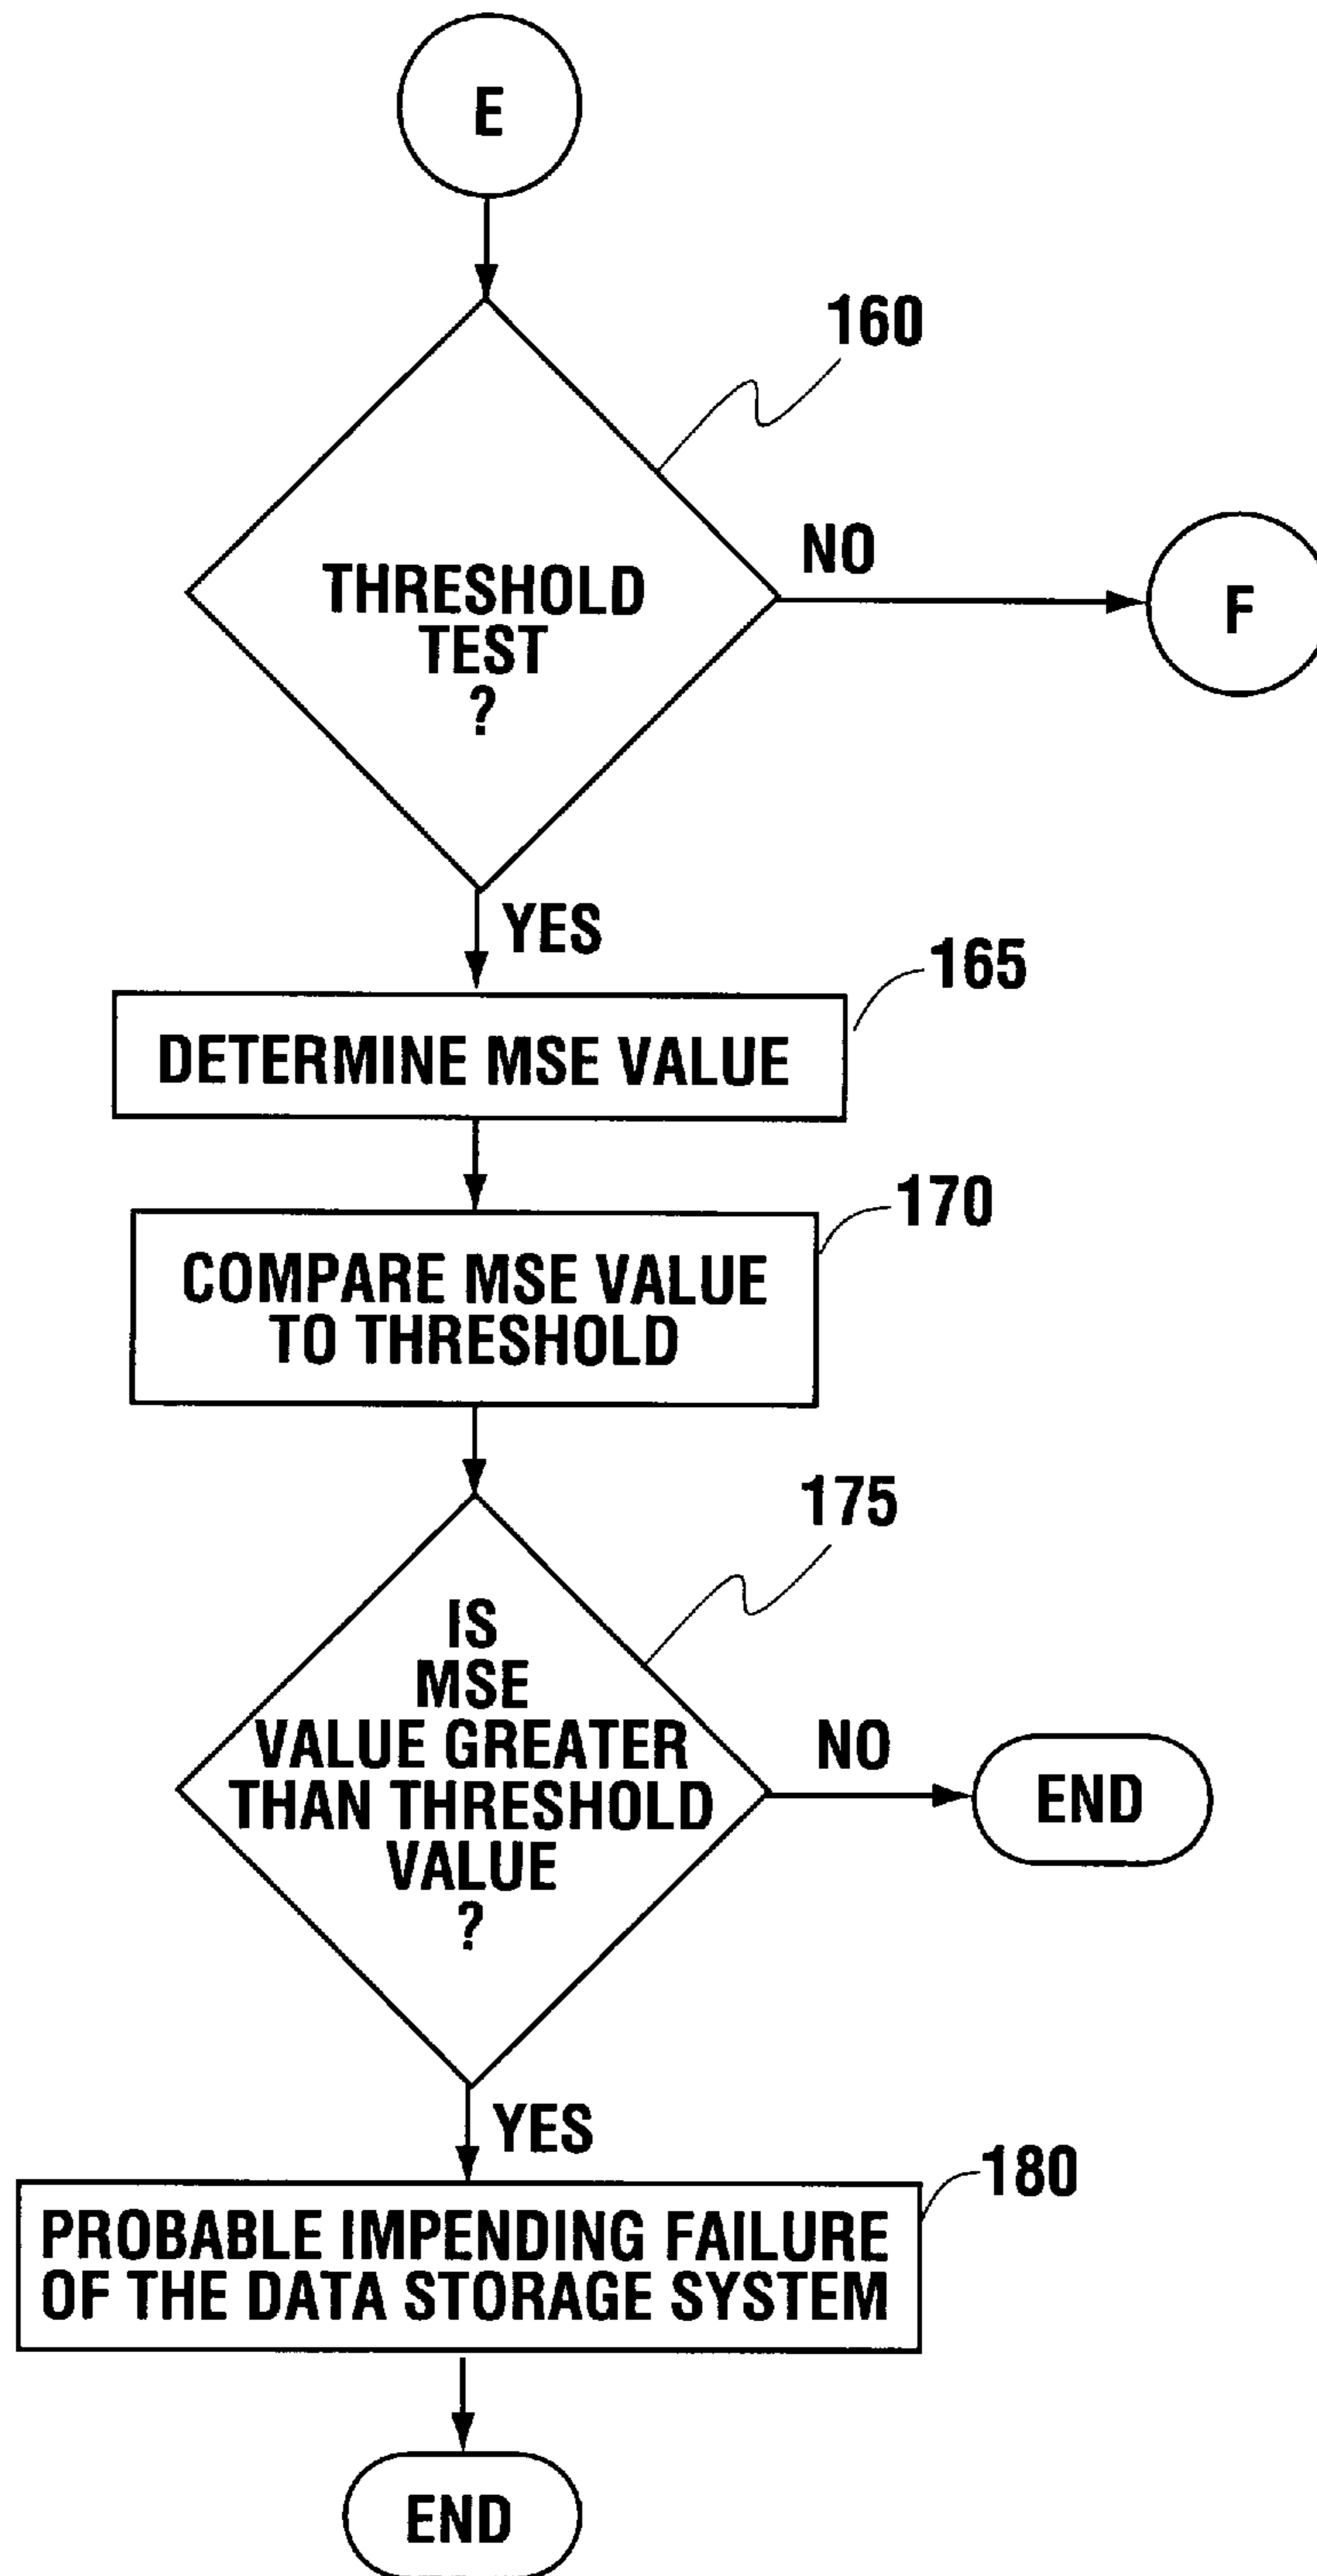 E
160
THRESHOLD
TEST
?
NO
F
YES
165
DETERMINE MSE VALUE
170
COMPARE MSE VALUE
TO THRESHOLD
175
IS
MSE
VALUE GREATER
THAN THRESHOLD
VALUE
?
NO
END
YES
180
PROBABLE IMPENDING FAILURE
OF THE DATA STORAGE SYSTEM
END